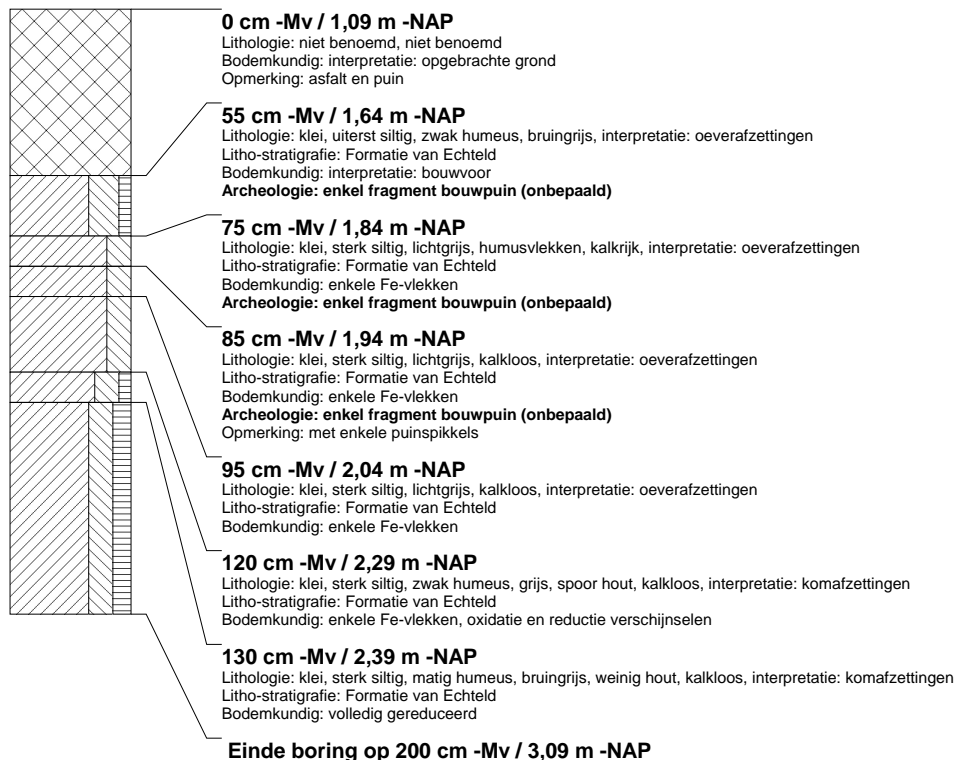 0 cm -Mv / 1,09 m -NAP
Lithologie: niet benoemd, niet benoemd
Bodemkundig: interpretatie: opgebrachte grond
Opmerking: asfalt en puin
55 cm -Mv / 1,64 m -NAP
Lithologie: klei, uiterst siltig, zwak humeus, bruingrijs, interpretatie: oeverafzettingen
Litho-stratigrafie: Formatie van Echteld
Bodemkundig: interpretatie: bouwvoor
Archeologie: enkel fragment bouwpuin (onbepaald)
75 cm -Mv / 1,84 m -NAP
Lithologie: klei, sterk siltig, lichtgrijs, humusvlekken, kalkrijk, interpretatie: oeverafzettingen
Litho-stratigrafie: Formatie van Echteld
Bodemkundig: enkele Fe-vlekken
Archeologie: enkel fragment bouwpuin (onbepaald)
85 cm -Mv / 1,94 m -NAP
Lithologie: klei, sterk siltig, lichtgrijs, kalkloos, interpretatie: oeverafzettingen
Litho-stratigrafie: Formatie van Echteld
Bodemkundig: enkele Fe-vlekken
Archeologie: enkel fragment bouwpuin (onbepaald)
Opmerking: met enkele puinspikkels
95 cm -Mv / 2,04 m -NAP
Lithologie: klei, sterk siltig, lichtgrijs, kalkloos, interpretatie: oeverafzettingen
Litho-stratigrafie: Formatie van Echteld
Bodemkundig: enkele Fe-vlekken
120 cm -Mv / 2,29 m -NAP
Lithologie: klei, sterk siltig, zwak humeus, grijs, spoor hout, kalkloos, interpretatie: komafzettingen
Litho-stratigrafie: Formatie van Echteld
Bodemkundig: enkele Fe-vlekken, oxidatie en reductie verschijnselen
130 cm -Mv / 2,39 m -NAP
Lithologie: klei, sterk siltig, matig humeus, bruingrijs, weinig hout, kalkloos, interpretatie: komafzettingen
Litho-stratigrafie: Formatie van Echteld
Bodemkundig: volledig gereduceerd
Einde boring op 200 cm -Mv / 3,09 m -NAP